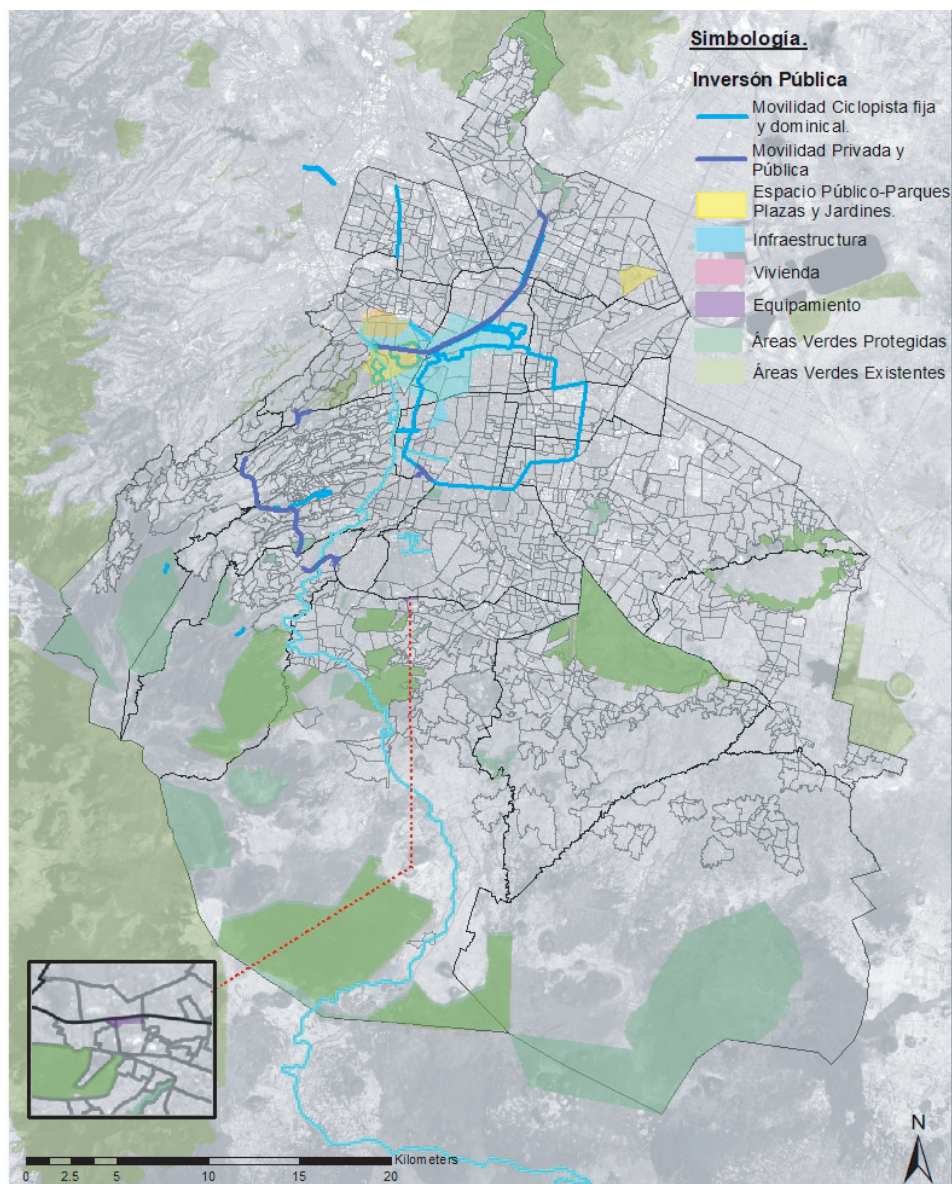 Simbología.
Inversón Pública
Movilidad Ciclopista fija
y dominical.
Movilidad Privada y
Pública
Espacio Público-Parques
Plazas y Jardines.
Infraestructura
Vivienda
Equipamiento
Áreas Verdes Protegidas
Áreas Verdes Existentes
N
Kilometers
0 2.5 5 10 15 20